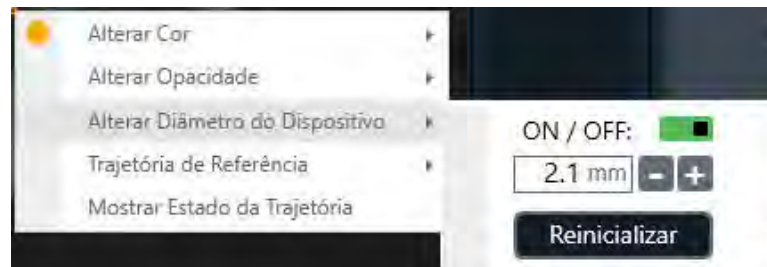 Alterar Cor
Alterar Opacidade
Alterar Diâmetro do Dispositivo
Trajetória de Referência
Mostrar Estado da Trajetória
ON / OFF:
2.1 mm - +
Reinicializar